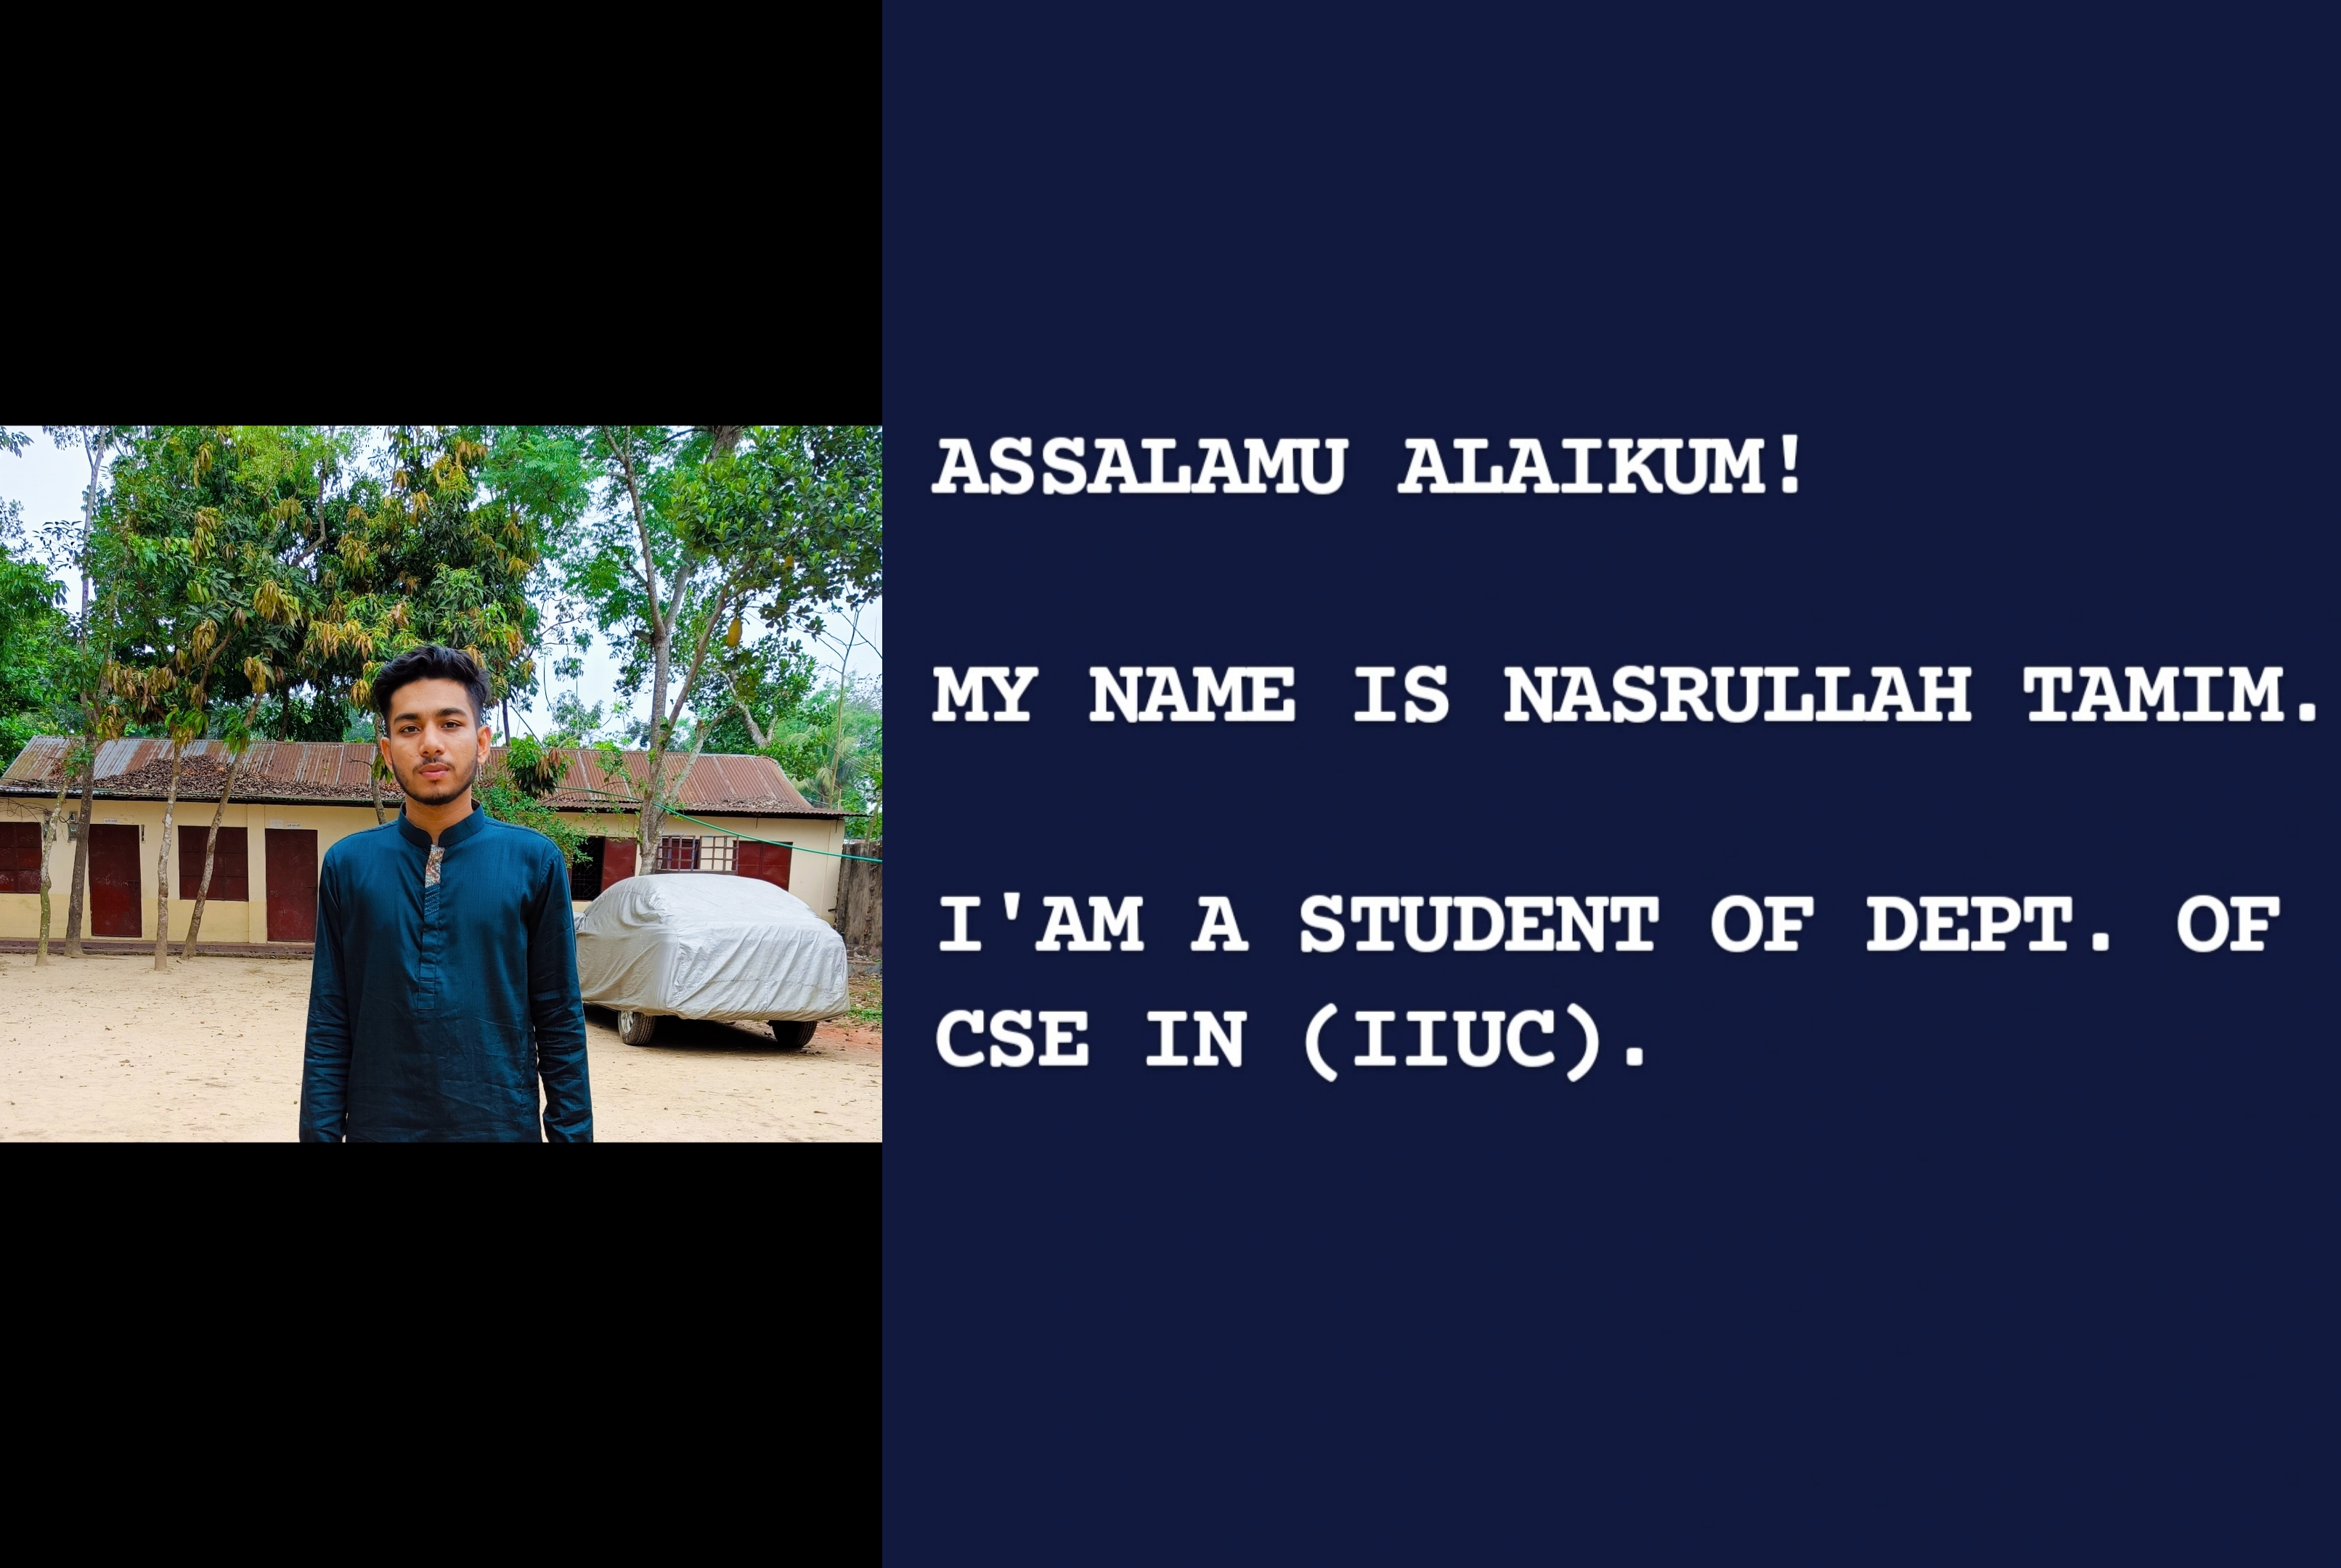 ASSALAMU ALAIKUM!
MY NAME IS NASRULLAH TAMIM.
I'AM A STUDENT OF DEPT. OF
CSE IN (IIUC).